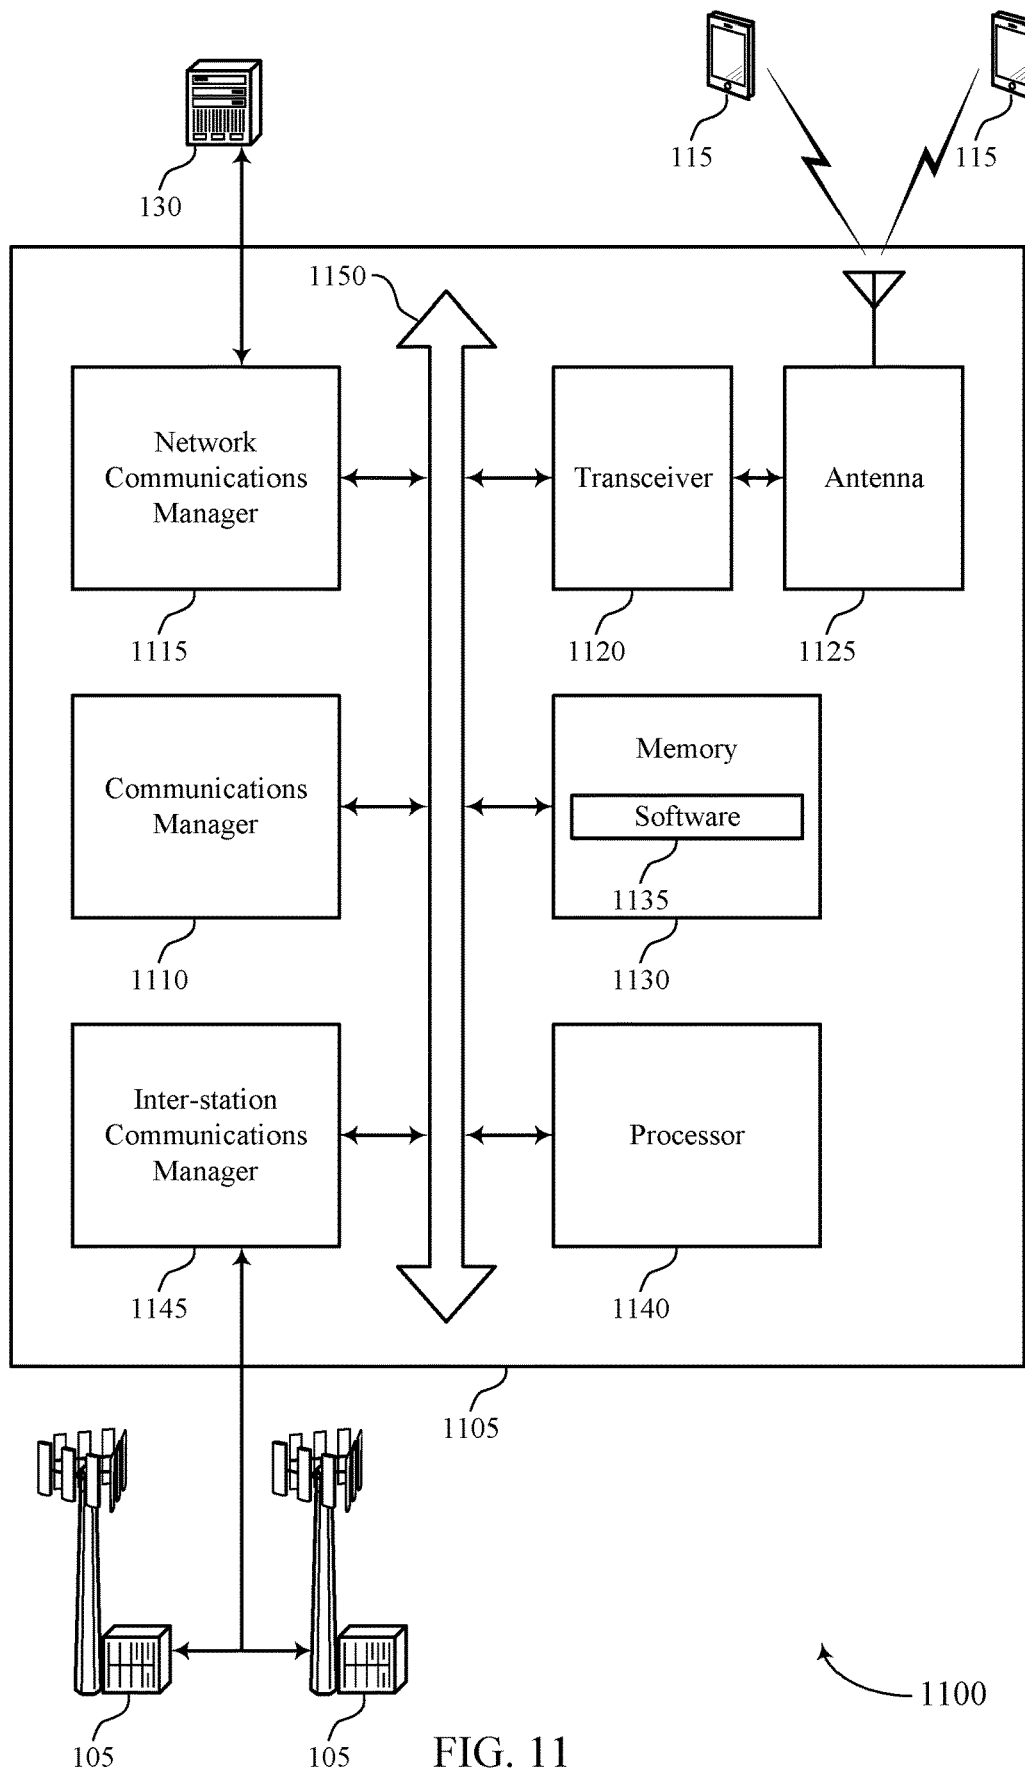 115
115
130
1150
Network
Communications
Manager
Transceiver
Antenna
1115
1120
1125
Communications
Manager
Memory
Software
1135
1110
1130
Inter-station
Communications
Manager
Processor
1145
1140
1105
1100
105
105
FIG. 11